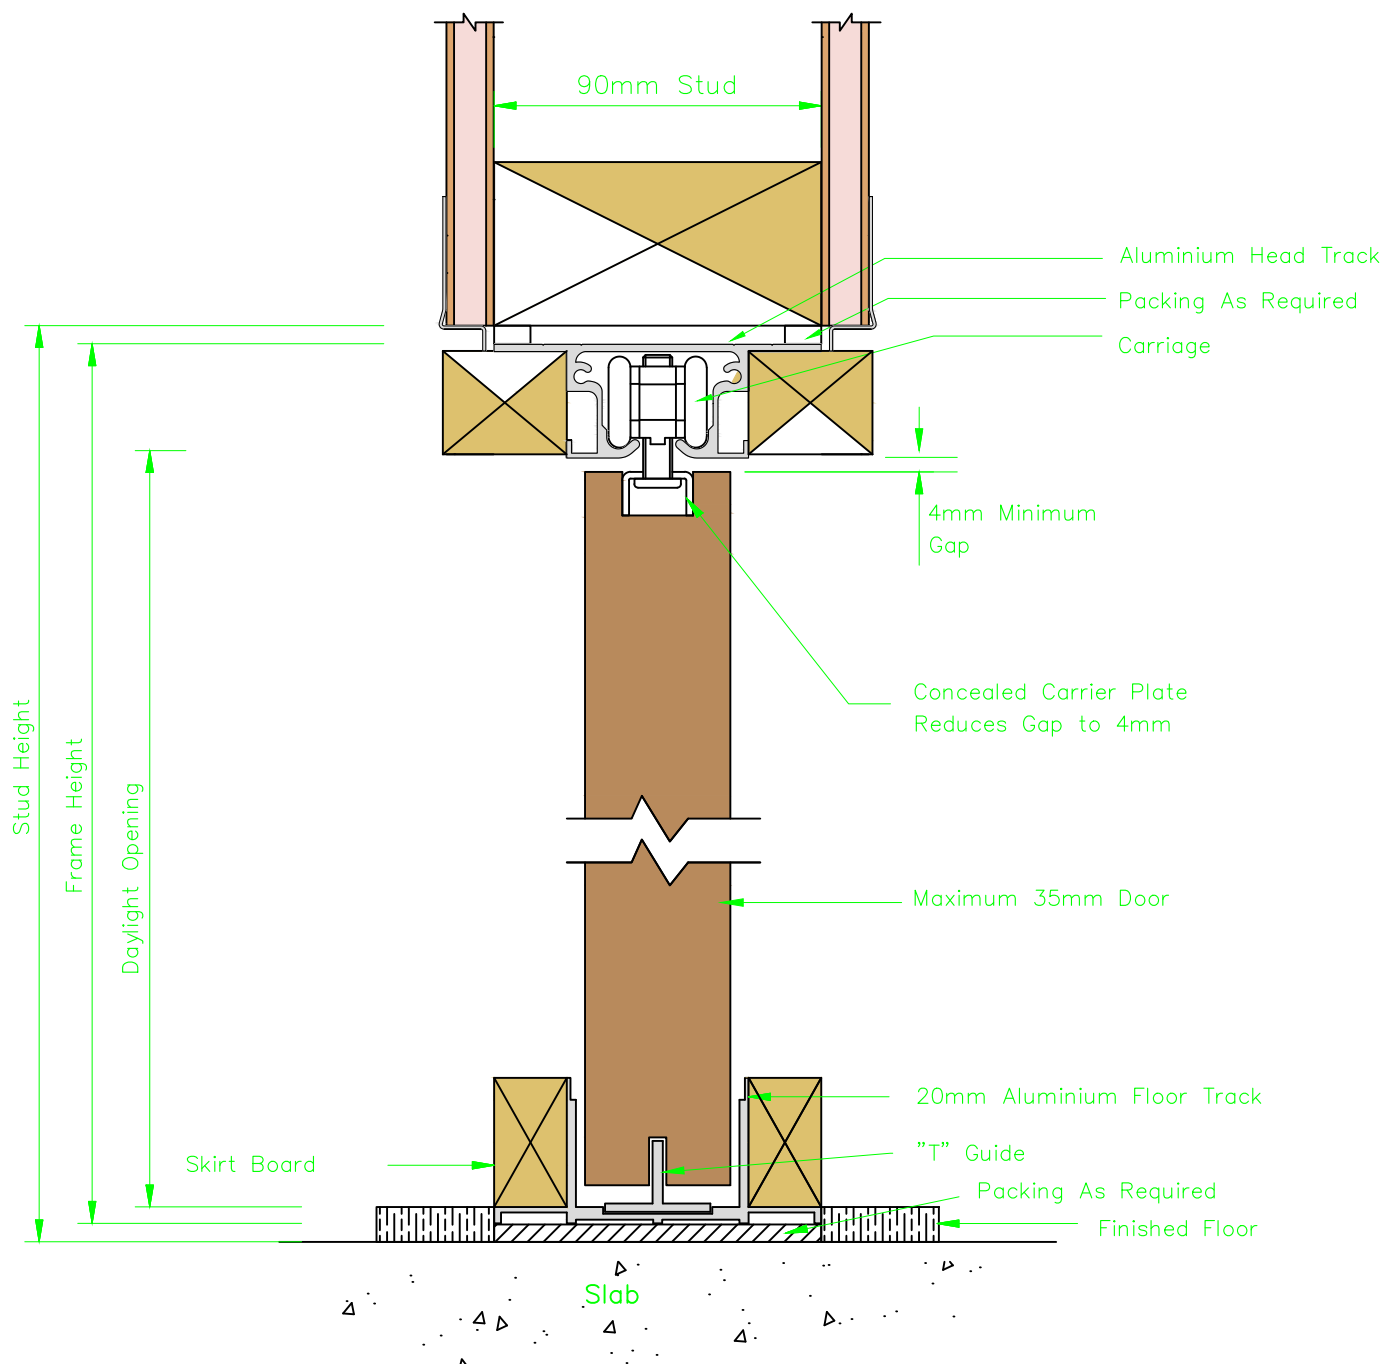 90mm Stud
Aluminium Head Track
Packing As Required
Carriage
4mm Minimum
Gap
Concealed Carrier Plate
Reduces Gap to 4mm
Stud Height
Frame Height
Daylight Opening
Maximum 35mm Door
20mm Aluminium Floor Track
"T" Guide
Skirt Board
Packing As Required
Finished Floor
Slab